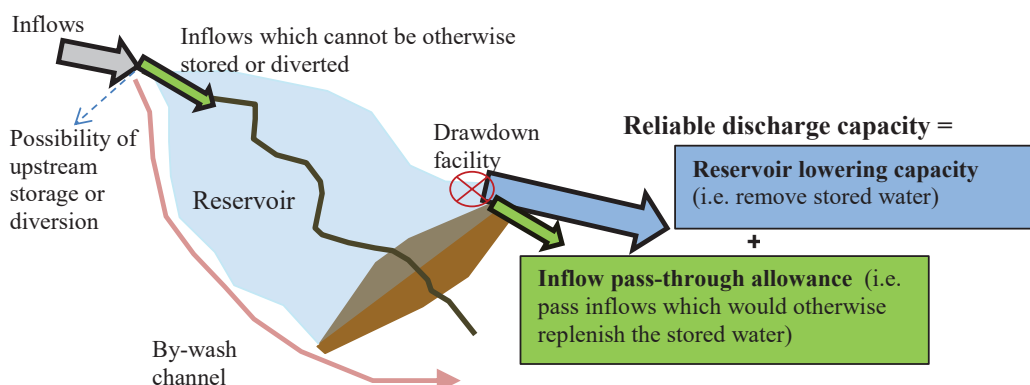 Inflows
Inflows which cannot be otherwise
stored or diverted
Possibility of
upstream
storage or
diversion
Reservoir
Drawdown
facility
By-wash
channel
Reliable discharge capacity =
Reservoir lowering capacity
(i.e. remove stored water)
+
Inflow pass-through allowance (i.e.
pass inflows which would otherwise
replenish the stored water)